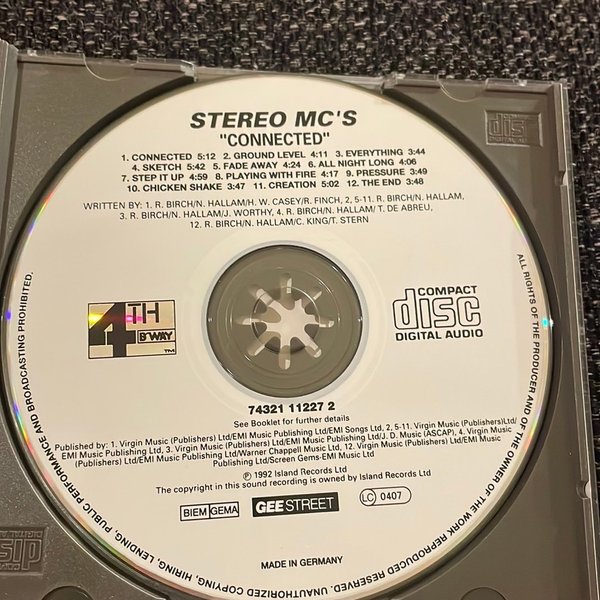 STEREO MC'S
"CONNECTED"
1. CONNECTED 5:12 2. GROUND LEVEL 4:11 3. EVERYTHING 3:44
4. SKETCH 5:42 5. FADE AWAY 4:24 6. ALL NIGHT LONG 4:06
7. STEP IT UP 4:59 8. PLAYING WITH FIRE 4:17 9. PRESSURE 3:49
10. CHICKEN SHAKE 3:47 11. CREATION 5:02 12. THE END 3:48
WRITTEN BY: 1. R. BIRCH/N. HALLAM/H. W. CASEY/R. FINCH, 2, 5-11. R. BIRCH/N. HALLAM,
3. R. BIRCH/N. HALLAM/J. WORTHY, 4. R. BIRCH/N. HALLAM/ T. DE ABREU,
12. R. BIRCH/N. HALLAM/C. KING/T. STERN
4TH
B'WAY
TM
COMPACT
disc
DIGITAL AUDIO
74321 11227 2
See Booklet for further details
Published by: 1. Virgin Music (Publishers) Ltd/EMI Music Publishing Ltd/EMI Songs Ltd, 2, 5-11. Virgin Music (Publishers)Ltd/
EMI Music Publishing Ltd, 3. Virgin Music (Publishers) Ltd/EMI Music Publishing Ltd/J. D. Music (ASCAP), 4. Virgin Music
(Publishers) Ltd/EMI Music Publishing Ltd/Warner Chappell Music Ltd, 12. Virgin Music (Publishers) Ltd/EMI Music
Publishing Ltd/Screen Gems-EMI Music Ltd
Ⓟ 1992 Island Records Ltd
The copyright in this sound recording is owned by Island Records Ltd
BIEM GEMA
GEE STREET
LC 0407
MADE IN GERMANY
ALL RIGHTS OF THE PRODUCER AND OF THE OWNER OF THE WORK REPRODUCED RESERVED. UNAUTHORIZED COPYING, HIRING, LENDING, PUBLIC PERFORMANCE AND BROADCASTING PROHIBITED.
disc
DIGITAL AUDIO
COMPACT
disc